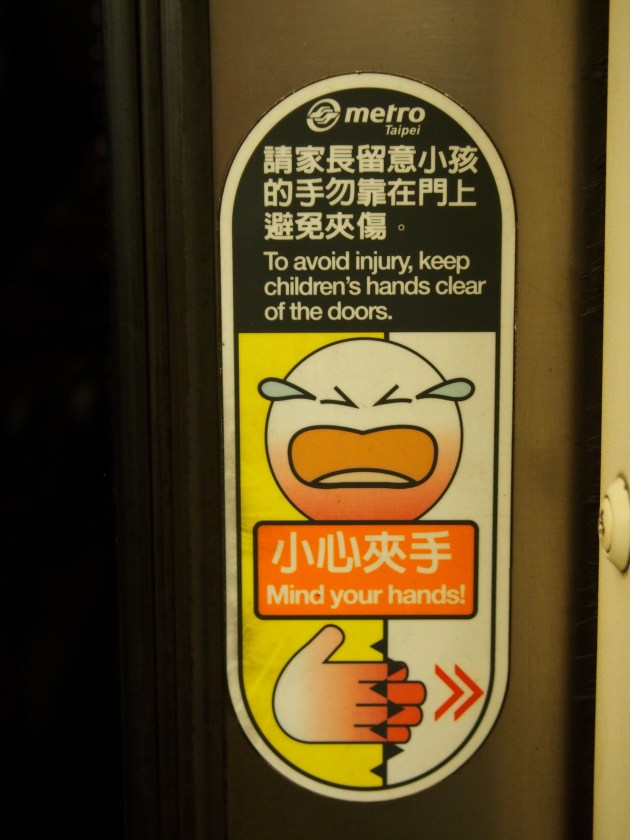 metro
Taipei
請家長留意小孩
的手勿靠在門上
避免夾傷。
To avoid injury, keep
children's hands clear
of the doors.
小心夾手
Mind your hands!